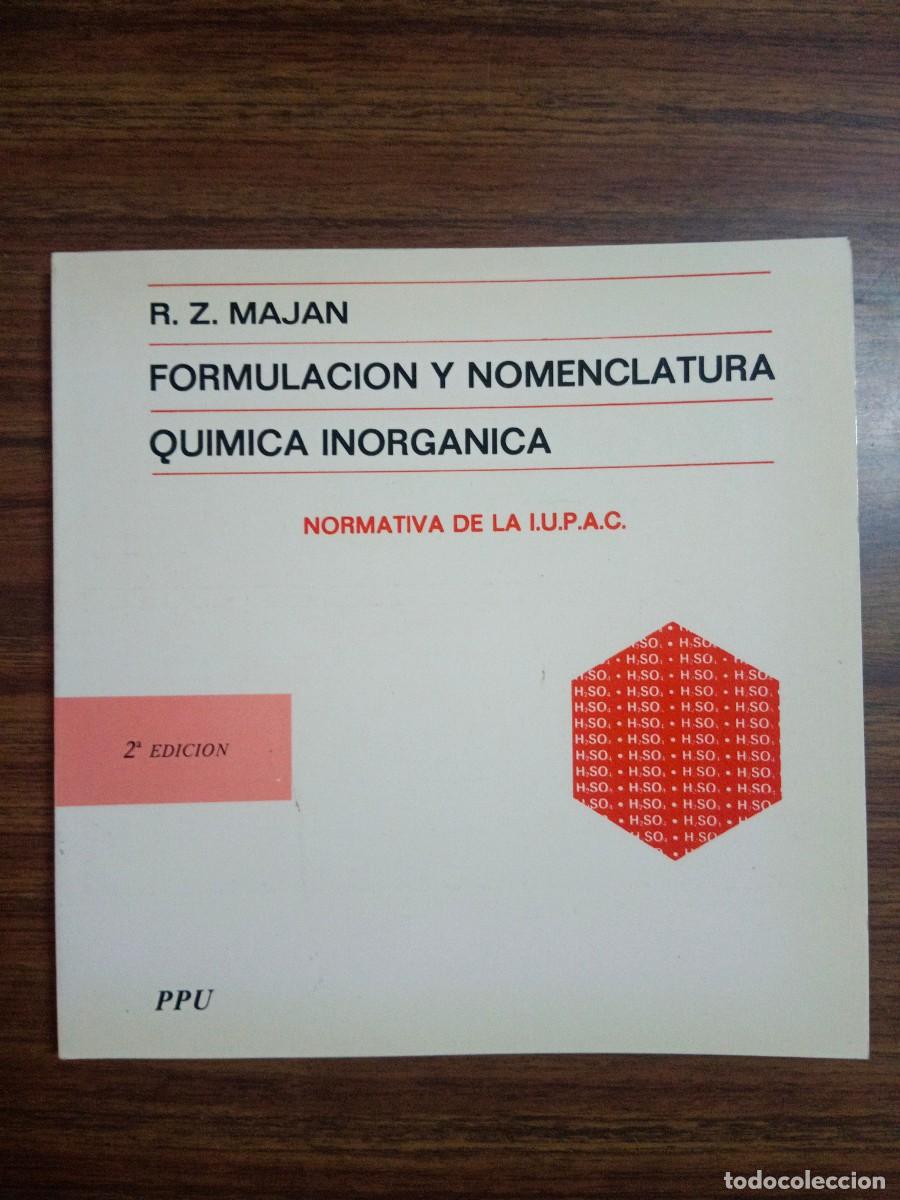 R. Z. MAJAN
FORMULACION Y NOMENCLATURA
QUIMICA INORGANICA
NORMATIVA DE LA I.U.P.A.C.
2ª EDICION
PPU
todocoleccion